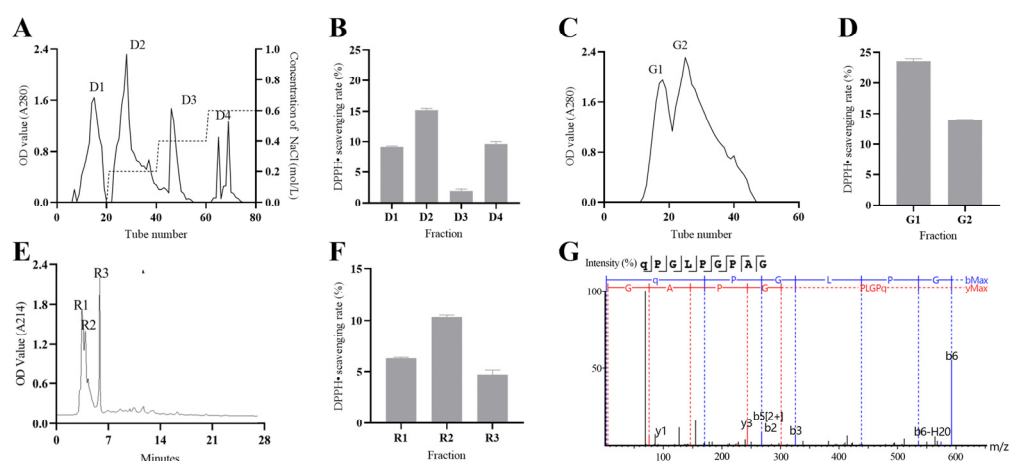 A
OD value (A280)
2.4
1.6
0.8
0.0
D1
D2
D3
D4
1.0
0.8
0.6
0.4
0.2
0.0
Concentration of NaCl (mol/L)
0 20 40 60 80
Tube number
B
DPPH• scavenging rate (%)
25
20
15
10
5
0
D1 D2 D3 D4
Fraction
C
OD value (A280)
2.4
1.6
0.8
0.0
G1
G2
0 20 40 60
Tube number
D
DPPH• scavenging rate (%)
25
20
15
10
5
0
G1 G2
Fraction
E
OD Value (A214)
2.4
1.8
1.2
0.6
0.0
R1
R2
R3
0 7 14 21 28
Minutes
F
DPPH• scavenging rate (%)
15
10
5
0
R1 R2 R3
Fraction
G
Intensity (%) q P G L P G P A G
q P G L P G bMax
G A P G PLGPq yMax
100
50
y1
y3
b5[2+]
b2
b3
b6
b6-H20
100 200 300 400 500 600 m/z